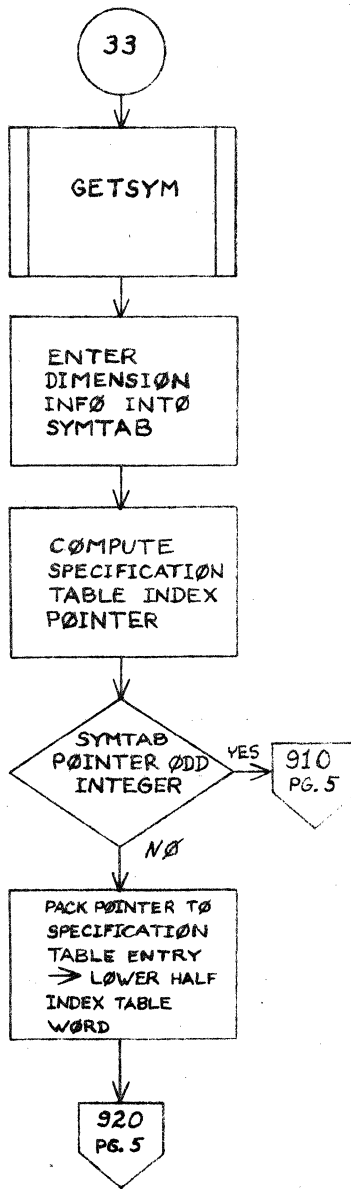 33
GETSYM
ENTER
DIMENSIØN
INFØ INTØ
SYMTAB
CØMPUTE
SPECIFICATIØN
TABLE INDEX
PØINTER
SYMTAB
PØINTER ØDD
INTEGER
YES
910
PG. 5
NØ
PACK PØINTER TØ
SPECIFICATIØN
TABLE ENTRY
→ LØWER HALF
INDEX TABLE
WØRD
920
PG. 5